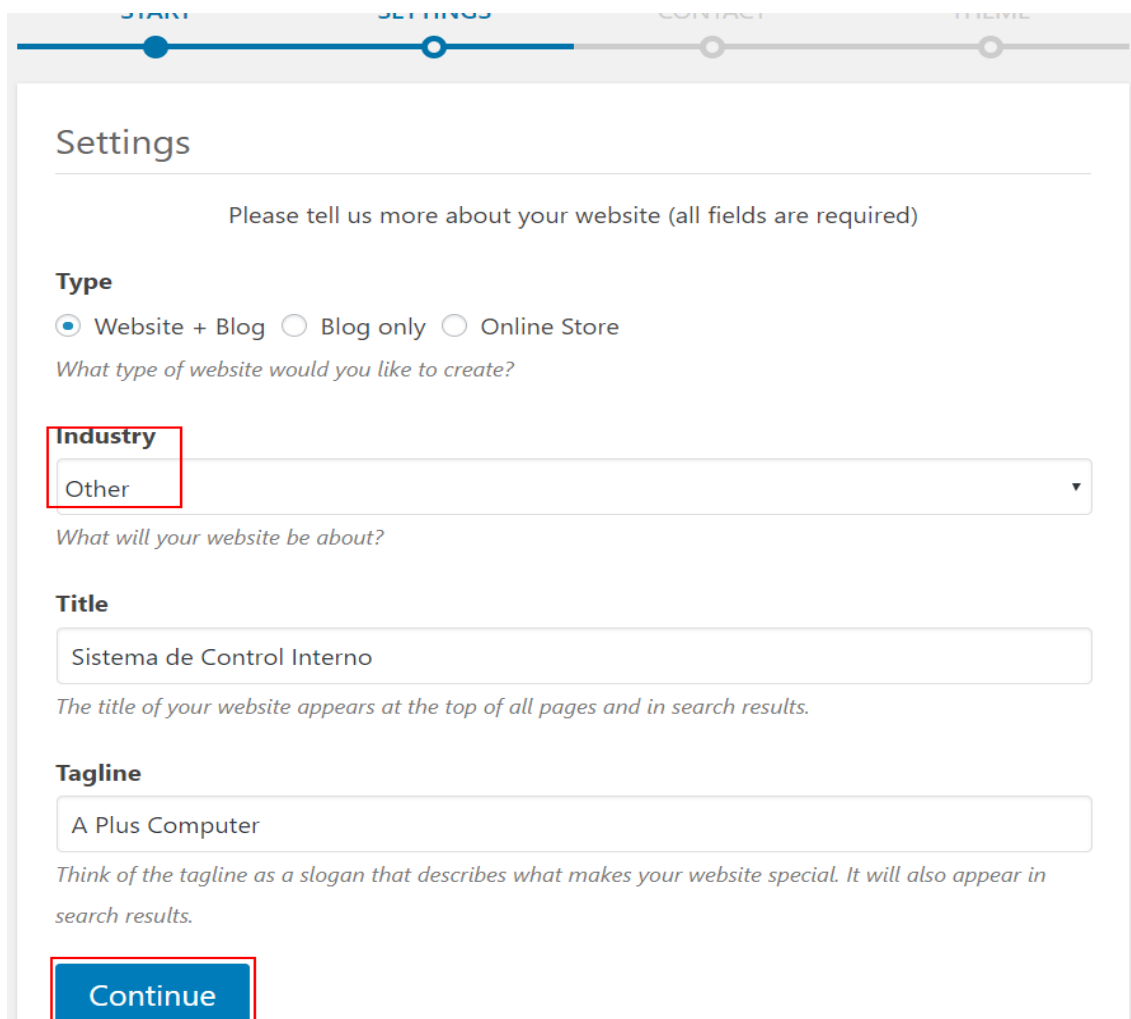 START SETTINGS CONTACT THEME
Settings
Please tell us more about your website (all fields are required)
Type
Website + Blog Blog only Online Store
What type of website would you like to create?
Industry
Other
What will your website be about?
Title
Sistema de Control Interno
The title of your website appears at the top of all pages and in search results.
Tagline
A Plus Computer
Think of the tagline as a slogan that describes what makes your website special. It will also appear in
search results.
Continue